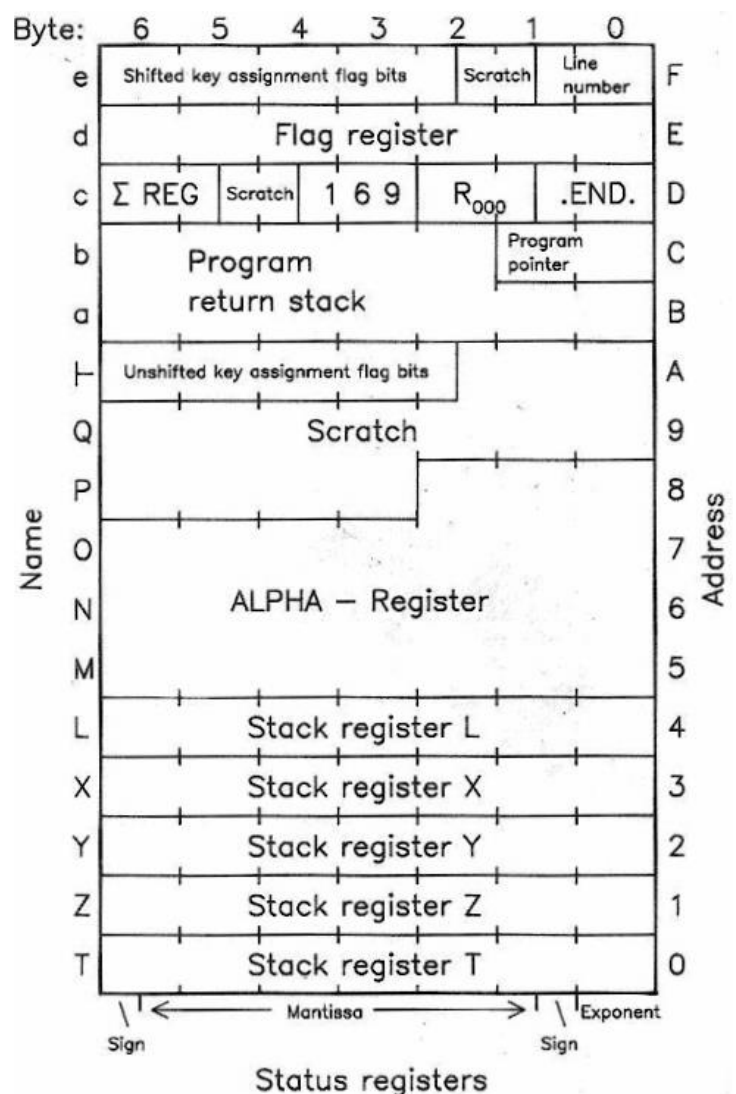 Byte: 6 5 4 3 2 1 0
e Shifted key assignment flag bits Scratch Line number F
d Flag register E
c Σ REG Scratch 1 6 9 R000 .END. D
b Program Program pointer C
a return stack B
⊢ Unshifted key assignment flag bits A
Q Scratch 9
P 8
O 7
Name Address
N ALPHA – Register 6
M 5
L Stack register L 4
X Stack register X 3
Y Stack register Y 2
Z Stack register Z 1
T Stack register T 0
Mantissa Exponent
Sign Sign
Status registers